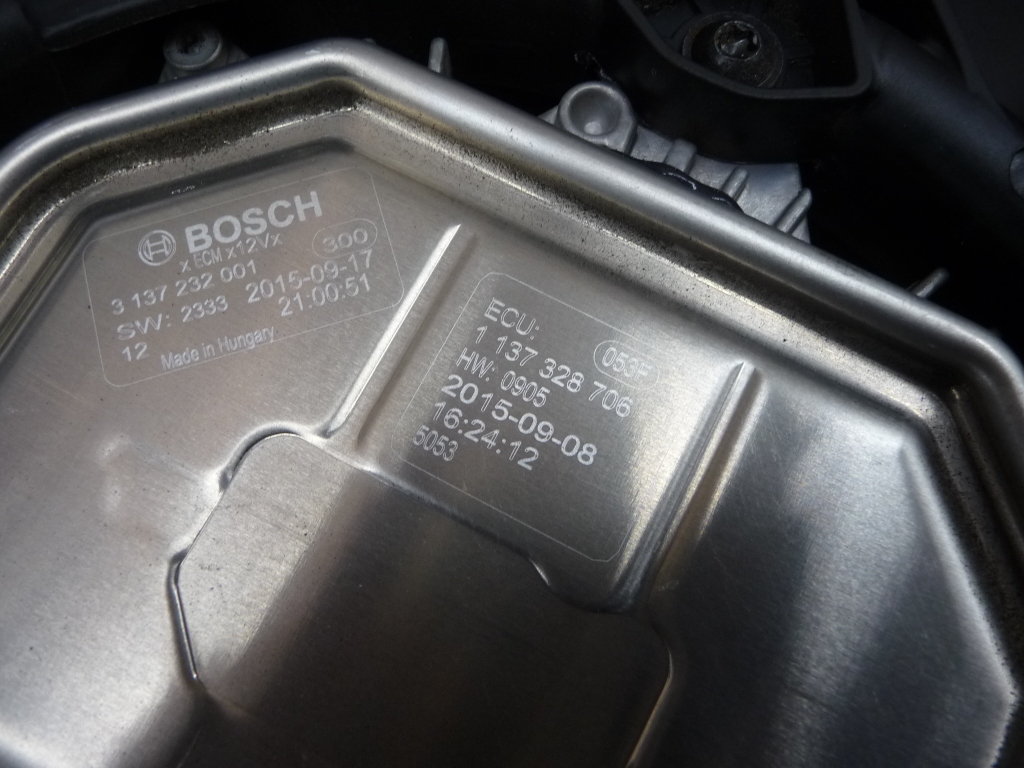 BOSCH
x ECM x12Vx
300
3 137 232 001
SW: 2333 2015-09-17
12 21:00:51
Made in Hungary
ECU: 053F
1 137 328 706
HW: 0905
2015-09-08
16:24:12
5053